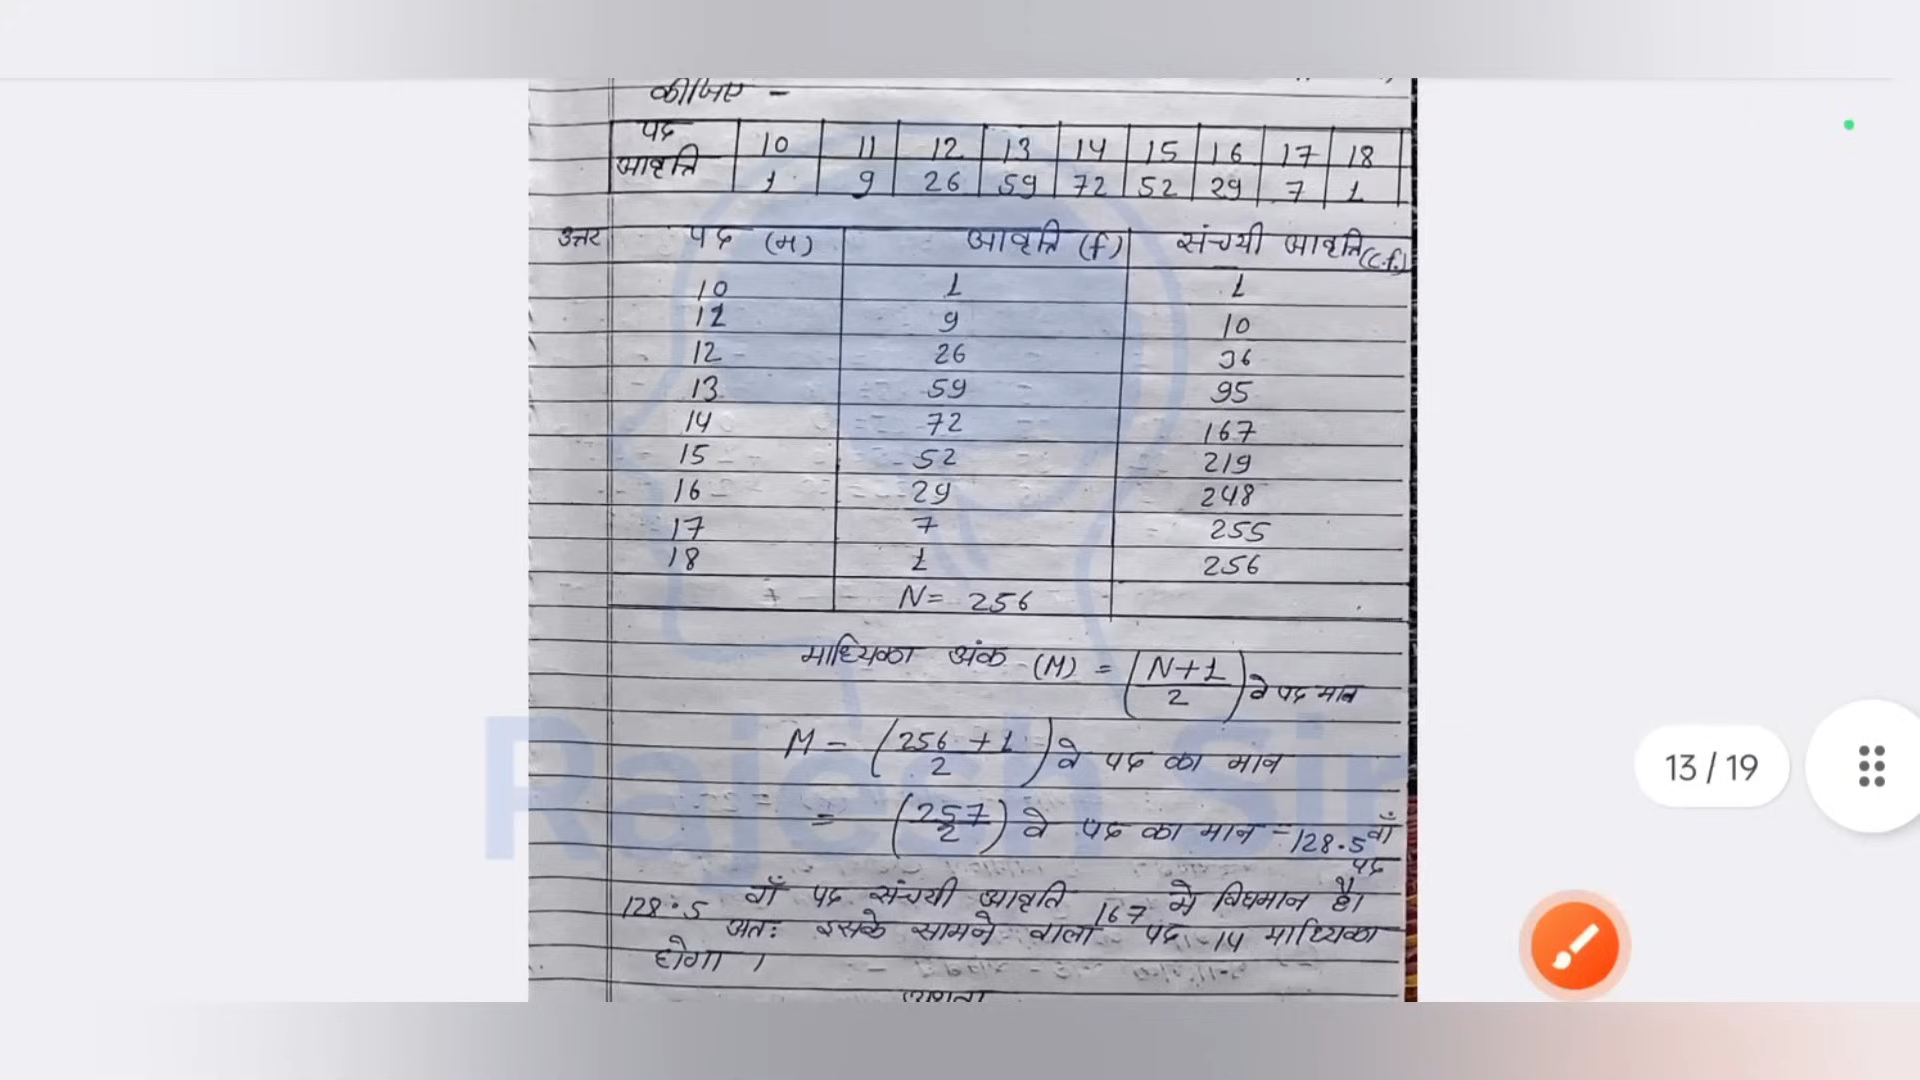 कीजिए -
पद 10 11 12 13 14 15 16 17 18
आवृत्ति 1 9 26 59 72 52 29 7 1
उत्तर पद (m) आवृत्ति (f) संचयी आवृत्ति (c.f.)
10 1 1
11 9 10
12 26 36
13 59 95
14 72 167
15 52 219
16 29 248
17 7 255
18 1 256
N = 256
माध्यिका अंक (M) = (N+1/2) वे पद मान
M = (256+1/2) वे पद का मान
= (257/2) वे पद का मान = 128.5 वाँ पद
128.5 वाँ पद संचयी आवृति 167 मे विधमान है।
अतः इसके सामने वाला पद 14 माध्यिका
होगा ।
अथवा
Rajesh Sir
13 / 19